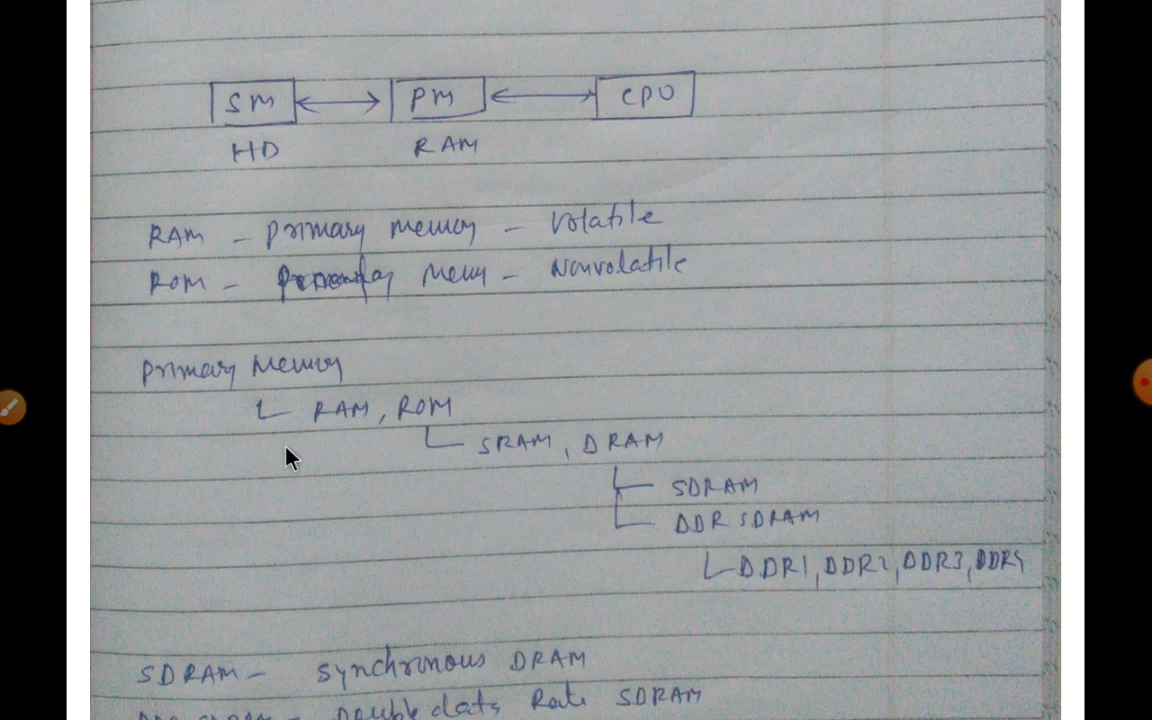 SM PM CPU
HD RAM
RAM - Primary Memory - Volatile
ROM - Memory - Nonvolatile
Primary Memory
RAM, ROM
SRAM, DRAM
SDRAM
DDR SDRAM
DDR1, DDR2, DDR3, DDR4
SDRAM - Synchronous DRAM
Double data Rate SDRAM